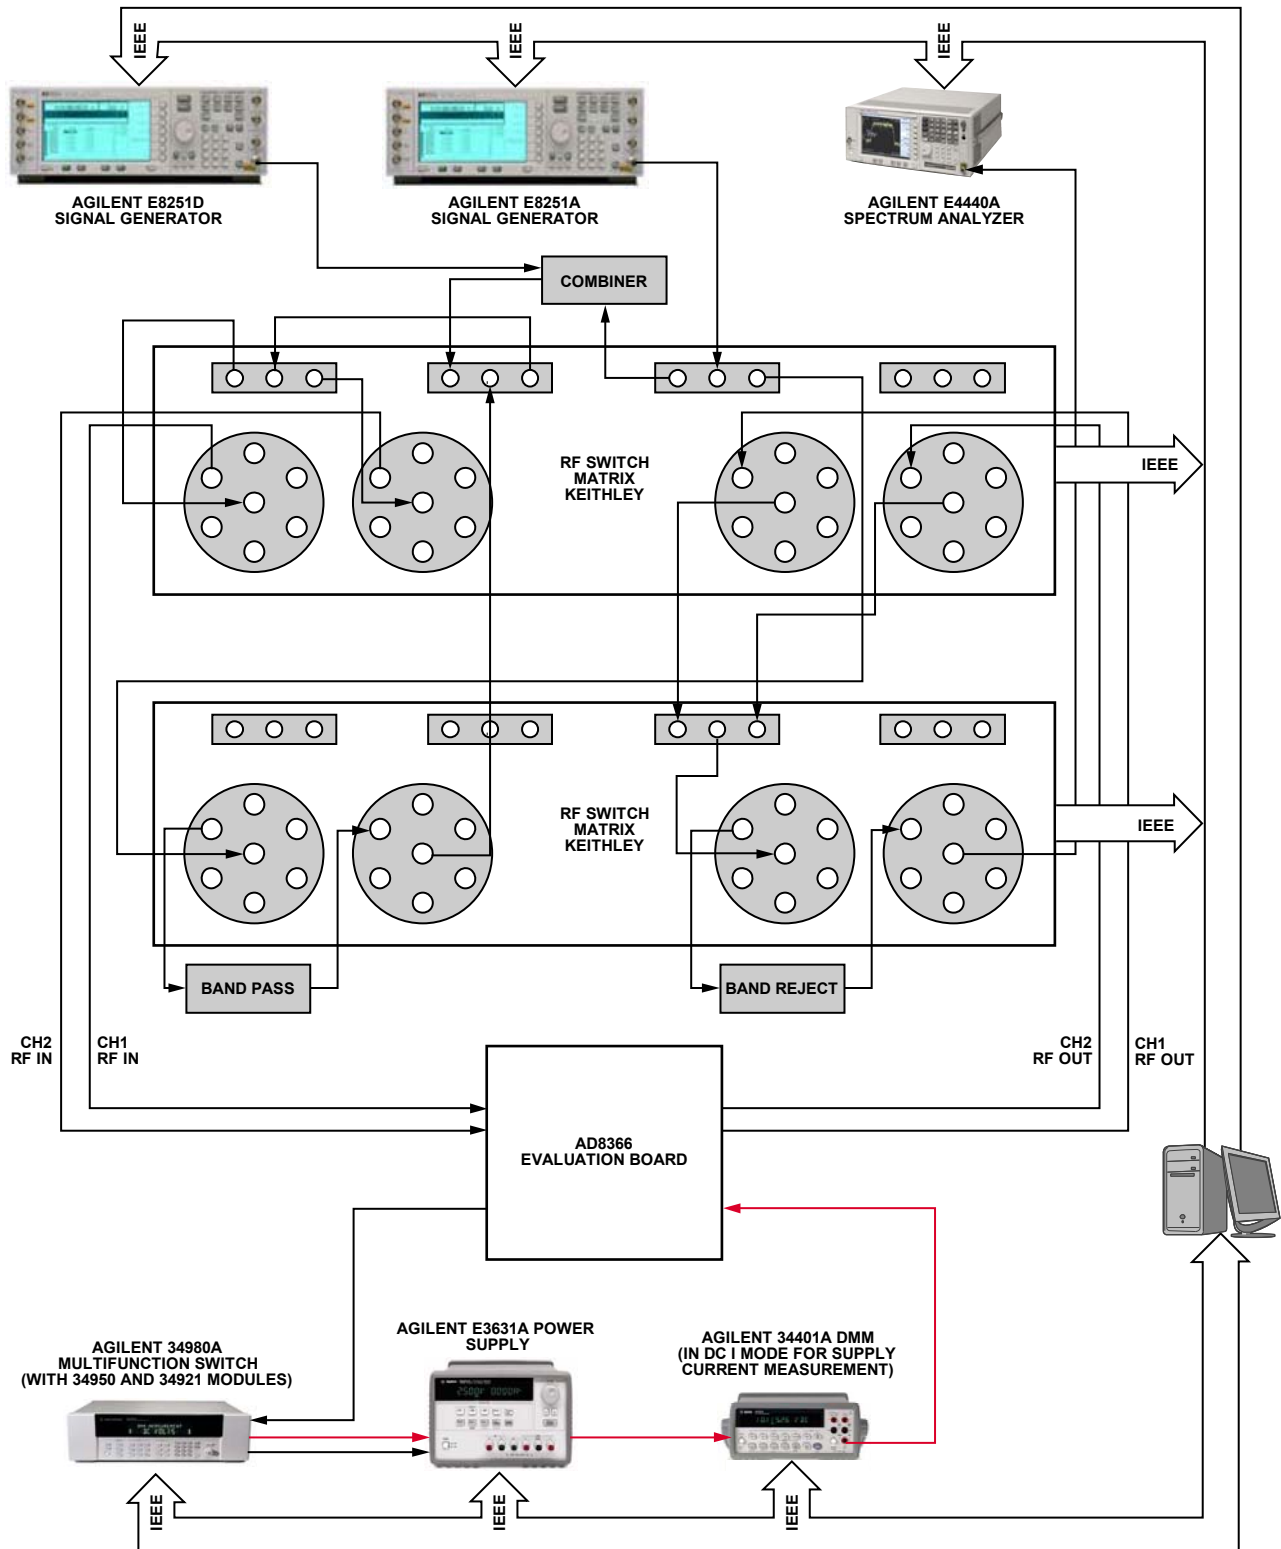 IEEE
IEEE
IEEE
AGILENT E8251D
SIGNAL GENERATOR
AGILENT E8251A
SIGNAL GENERATOR
AGILENT E4440A
SPECTRUM ANALYZER
COMBINER
RF SWITCH
MATRIX
KEITHLEY
IEEE
RF SWITCH
MATRIX
KEITHLEY
IEEE
BAND PASS
BAND REJECT
CH2
RF IN
CH1
RF IN
CH2
RF OUT
CH1
RF OUT
AD8366
EVALUATION BOARD
AGILENT 34980A
MULTIFUNCTION SWITCH
(WITH 34950 AND 34921 MODULES)
AGILENT E3631A POWER
SUPPLY
AGILENT 34401A DMM
(IN DC I MODE FOR SUPPLY
CURRENT MEASUREMENT)
IEEE
IEEE
IEEE